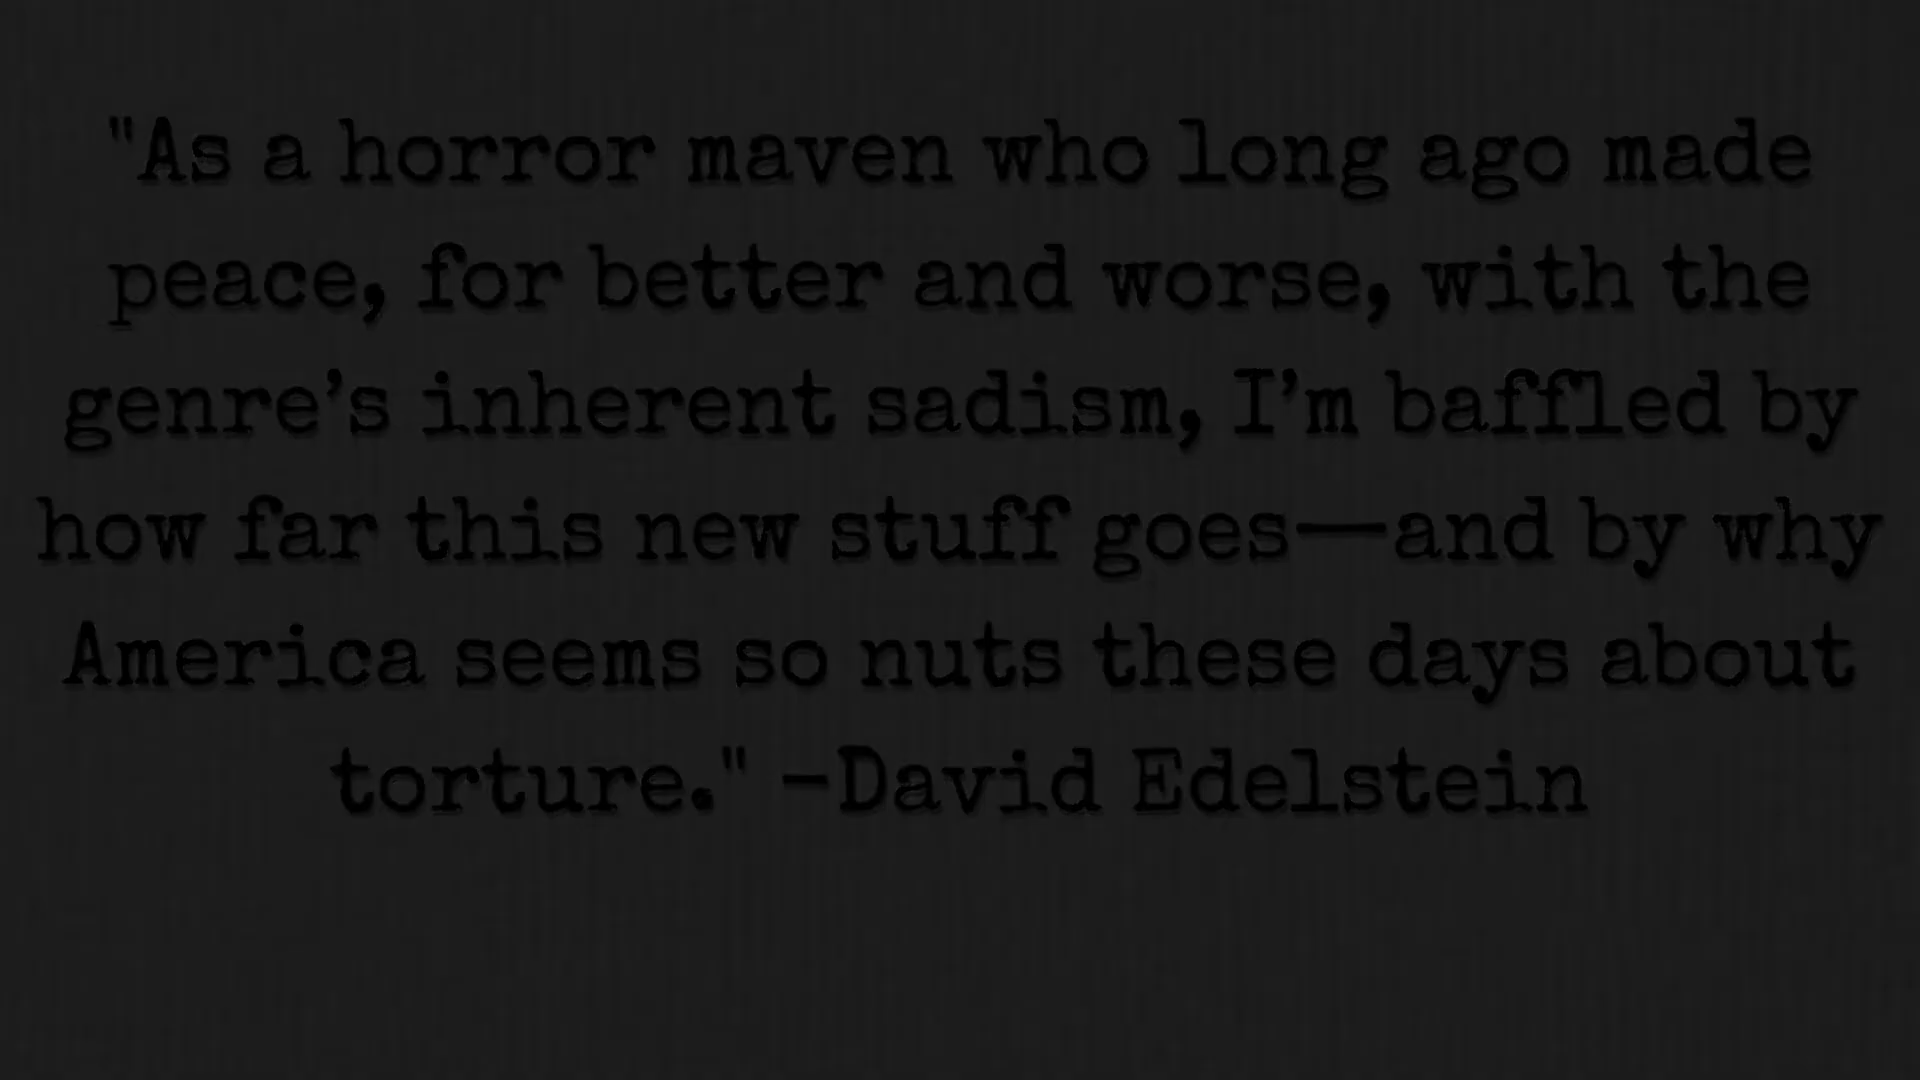 "As a horror maven who long ago made
peace, for better and worse, with the
genre’s inherent sadism, I’m baffled by
how far this new stuff goes—and by why
America seems so nuts these days about
torture." -David Edelstein